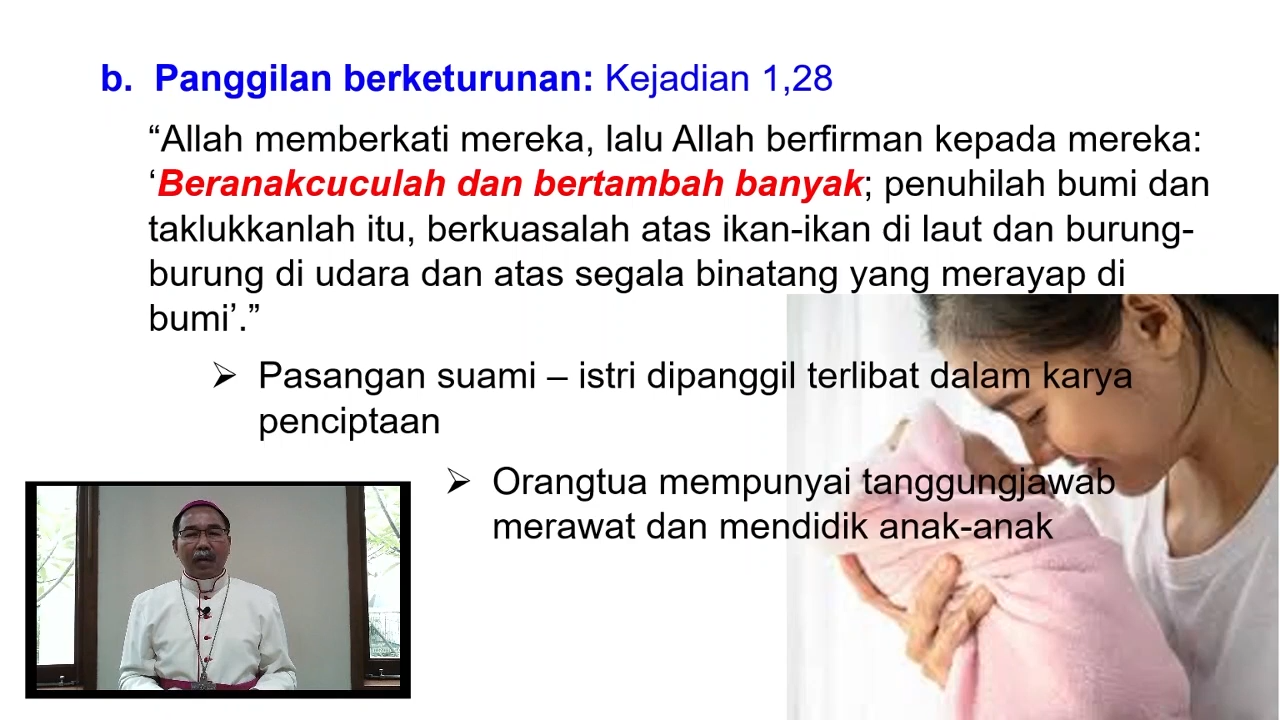 b. Panggilan berketurunan: Kejadian 1,28
“Allah memberkati mereka, lalu Allah berfirman kepada mereka:
‘Beranakcuculah dan bertambah banyak; penuhilah bumi dan
taklukkanlah itu, berkuasalah atas ikan-ikan di laut dan burung-
burung di udara dan atas segala binatang yang merayap di
bumi’.”
➢ Pasangan suami – istri dipanggil terlibat dalam karya
penciptaan
➢ Orangtua mempunyai tanggungjawab
merawat dan mendidik anak-anak